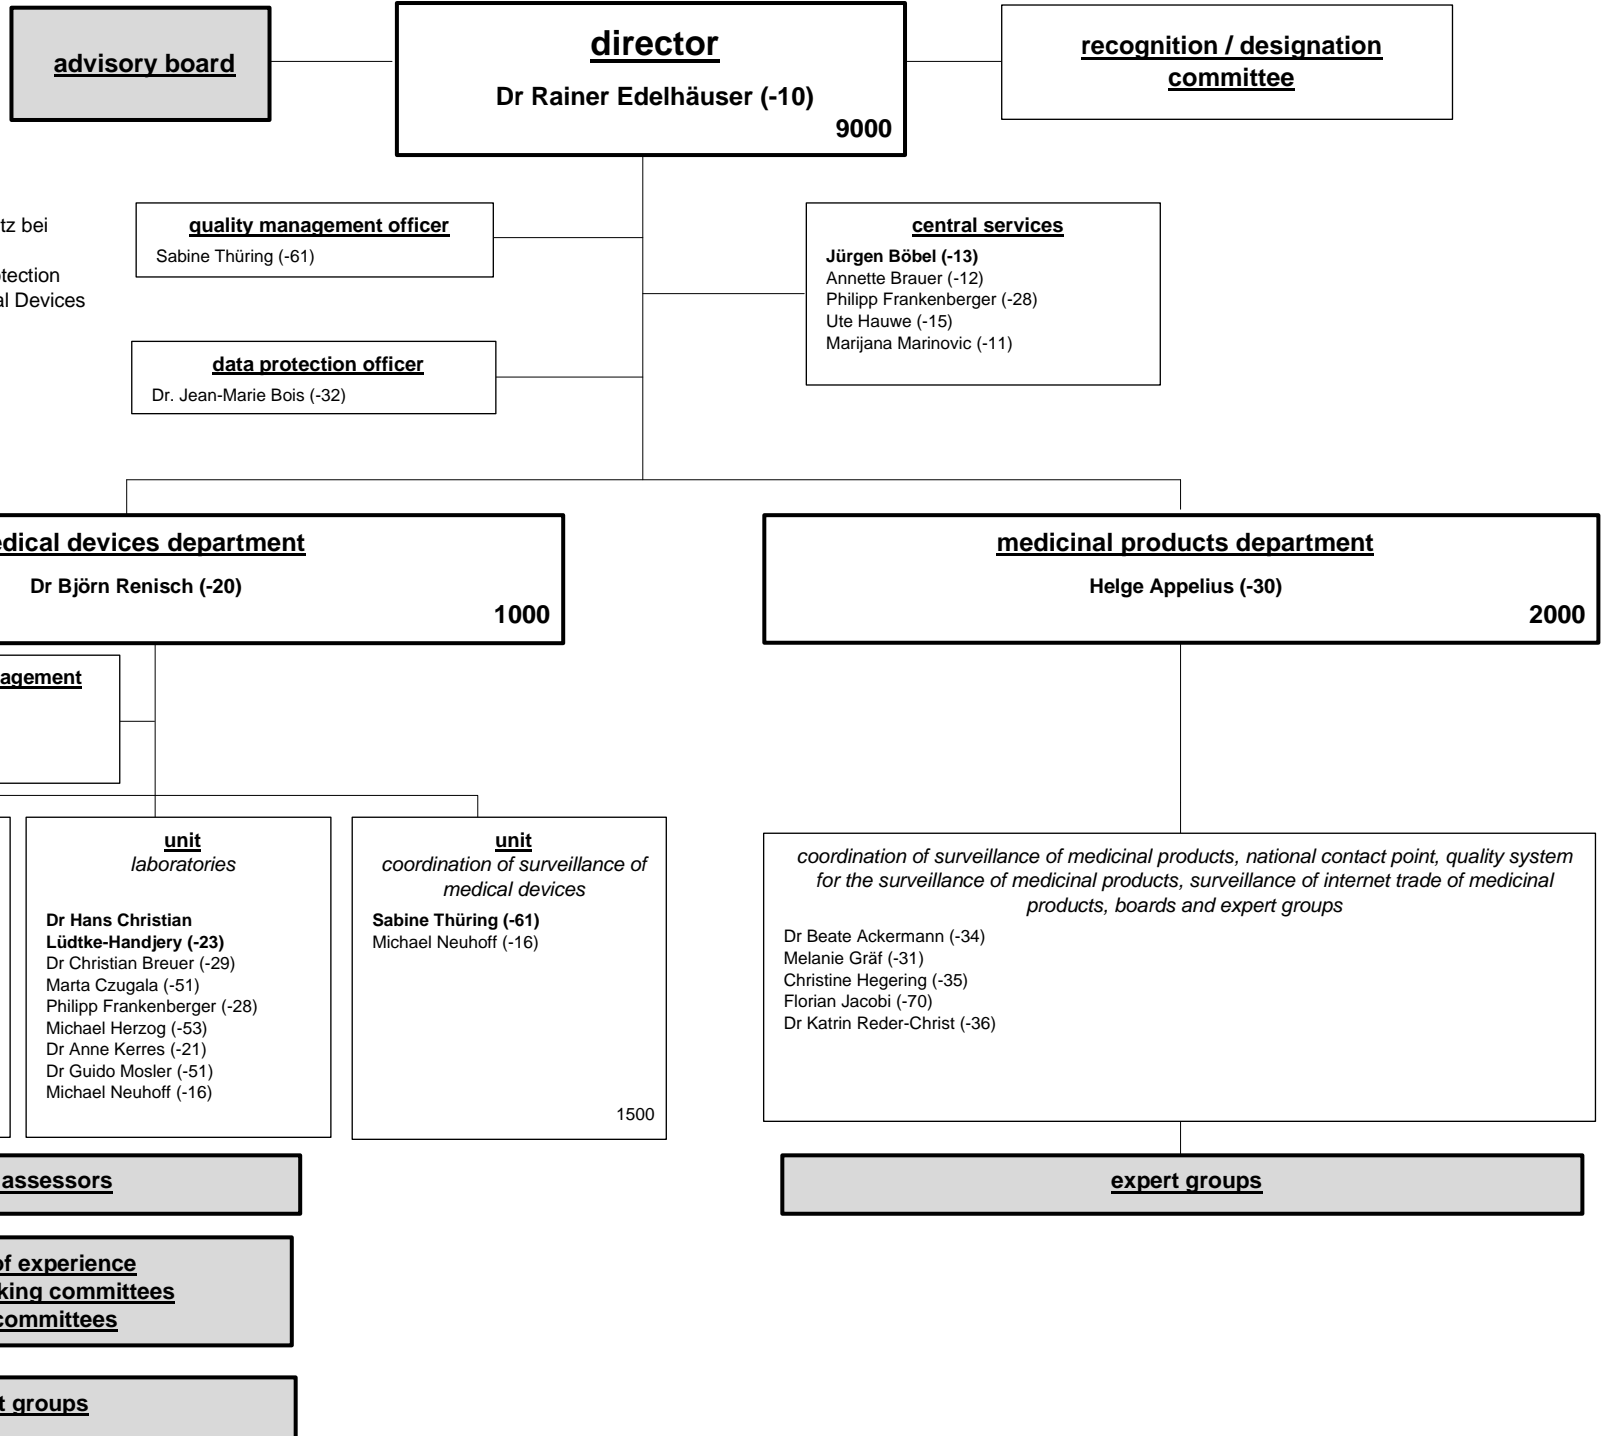 advisory board
director
Dr Rainer Edelhäuser (-10)
9000
recognition / designation
committee
bei
Devices
quality management officer
Sabine Thüring (-61)
data protection officer
Dr. Jean-Marie Bois (-32)
central services
Jürgen Böbel (-13)
Annette Brauer (-12)
Philipp Frankenberger (-28)
Ute Hauwe (-15)
Marijana Marinovic (-11)
devices department
Dr Björn Renisch (-20)
1000
medicinal products department
Helge Appelius (-30)
2000
unit
laboratories
Dr Hans Christian
Lüdtke-Handjery (-23)
Dr Christian Breuer (-29)
Marta Czugala (-51)
Philipp Frankenberger (-28)
Michael Herzog (-53)
Dr Anne Kerres (-21)
Dr Guido Mosler (-51)
Michael Neuhoff (-16)
unit
coordination of surveillance of
medical devices
Sabine Thüring (-61)
Michael Neuhoff (-16)
1500
coordination of surveillance of medicinal products, national contact point, quality system
for the surveillance of medicinal products, surveillance of internet trade of medicinal
products, boards and expert groups
Dr Beate Ackermann (-34)
Melanie Gräf (-31)
Christine Hegering (-35)
Florian Jacobi (-70)
Dr Katrin Reder-Christ (-36)
assessors
of experience
committees
committees
groups
expert groups